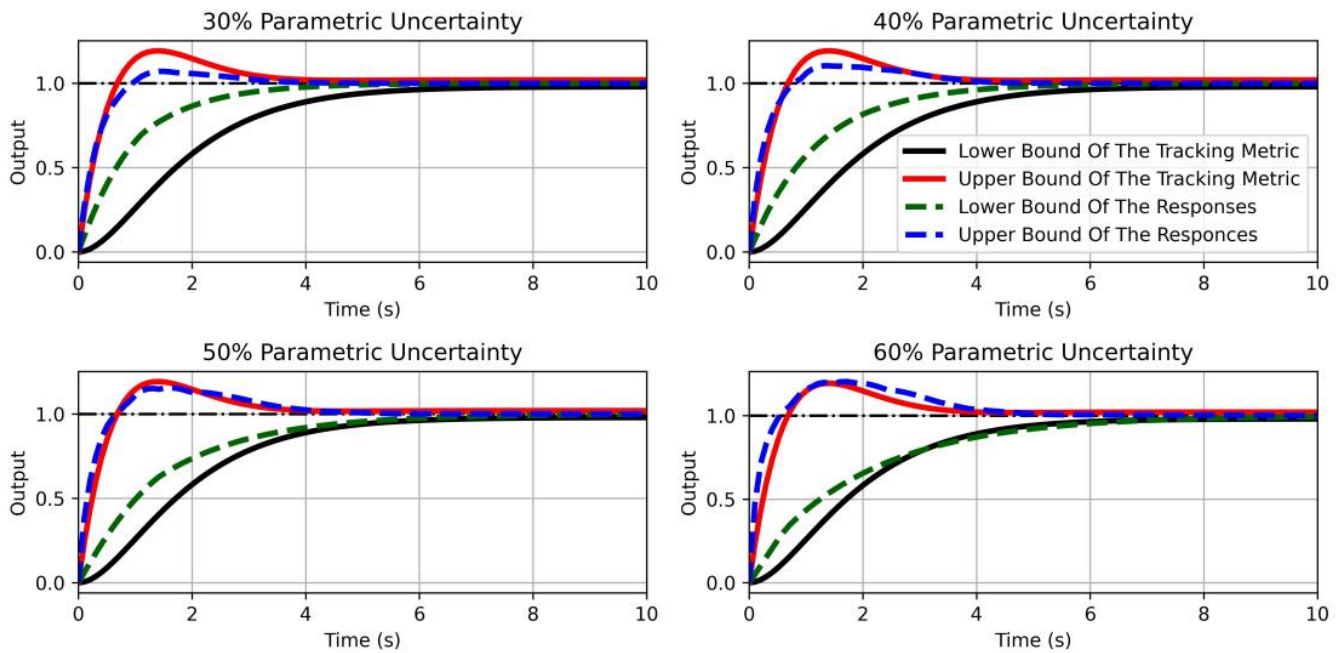 30% Parametric Uncertainty
Output
1.0
0.5
0.0
0 2 4 6 8 10
Time (s)
40% Parametric Uncertainty
Output
1.0
0.5
0.0
Lower Bound Of The Tracking Metric
Upper Bound Of The Tracking Metric
Lower Bound Of The Responses
Upper Bound Of The Responces
0 2 4 6 8 10
Time (s)
50% Parametric Uncertainty
Output
1.0
0.5
0.0
0 2 4 6 8 10
Time (s)
60% Parametric Uncertainty
Output
1.0
0.5
0.0
0 2 4 6 8 10
Time (s)